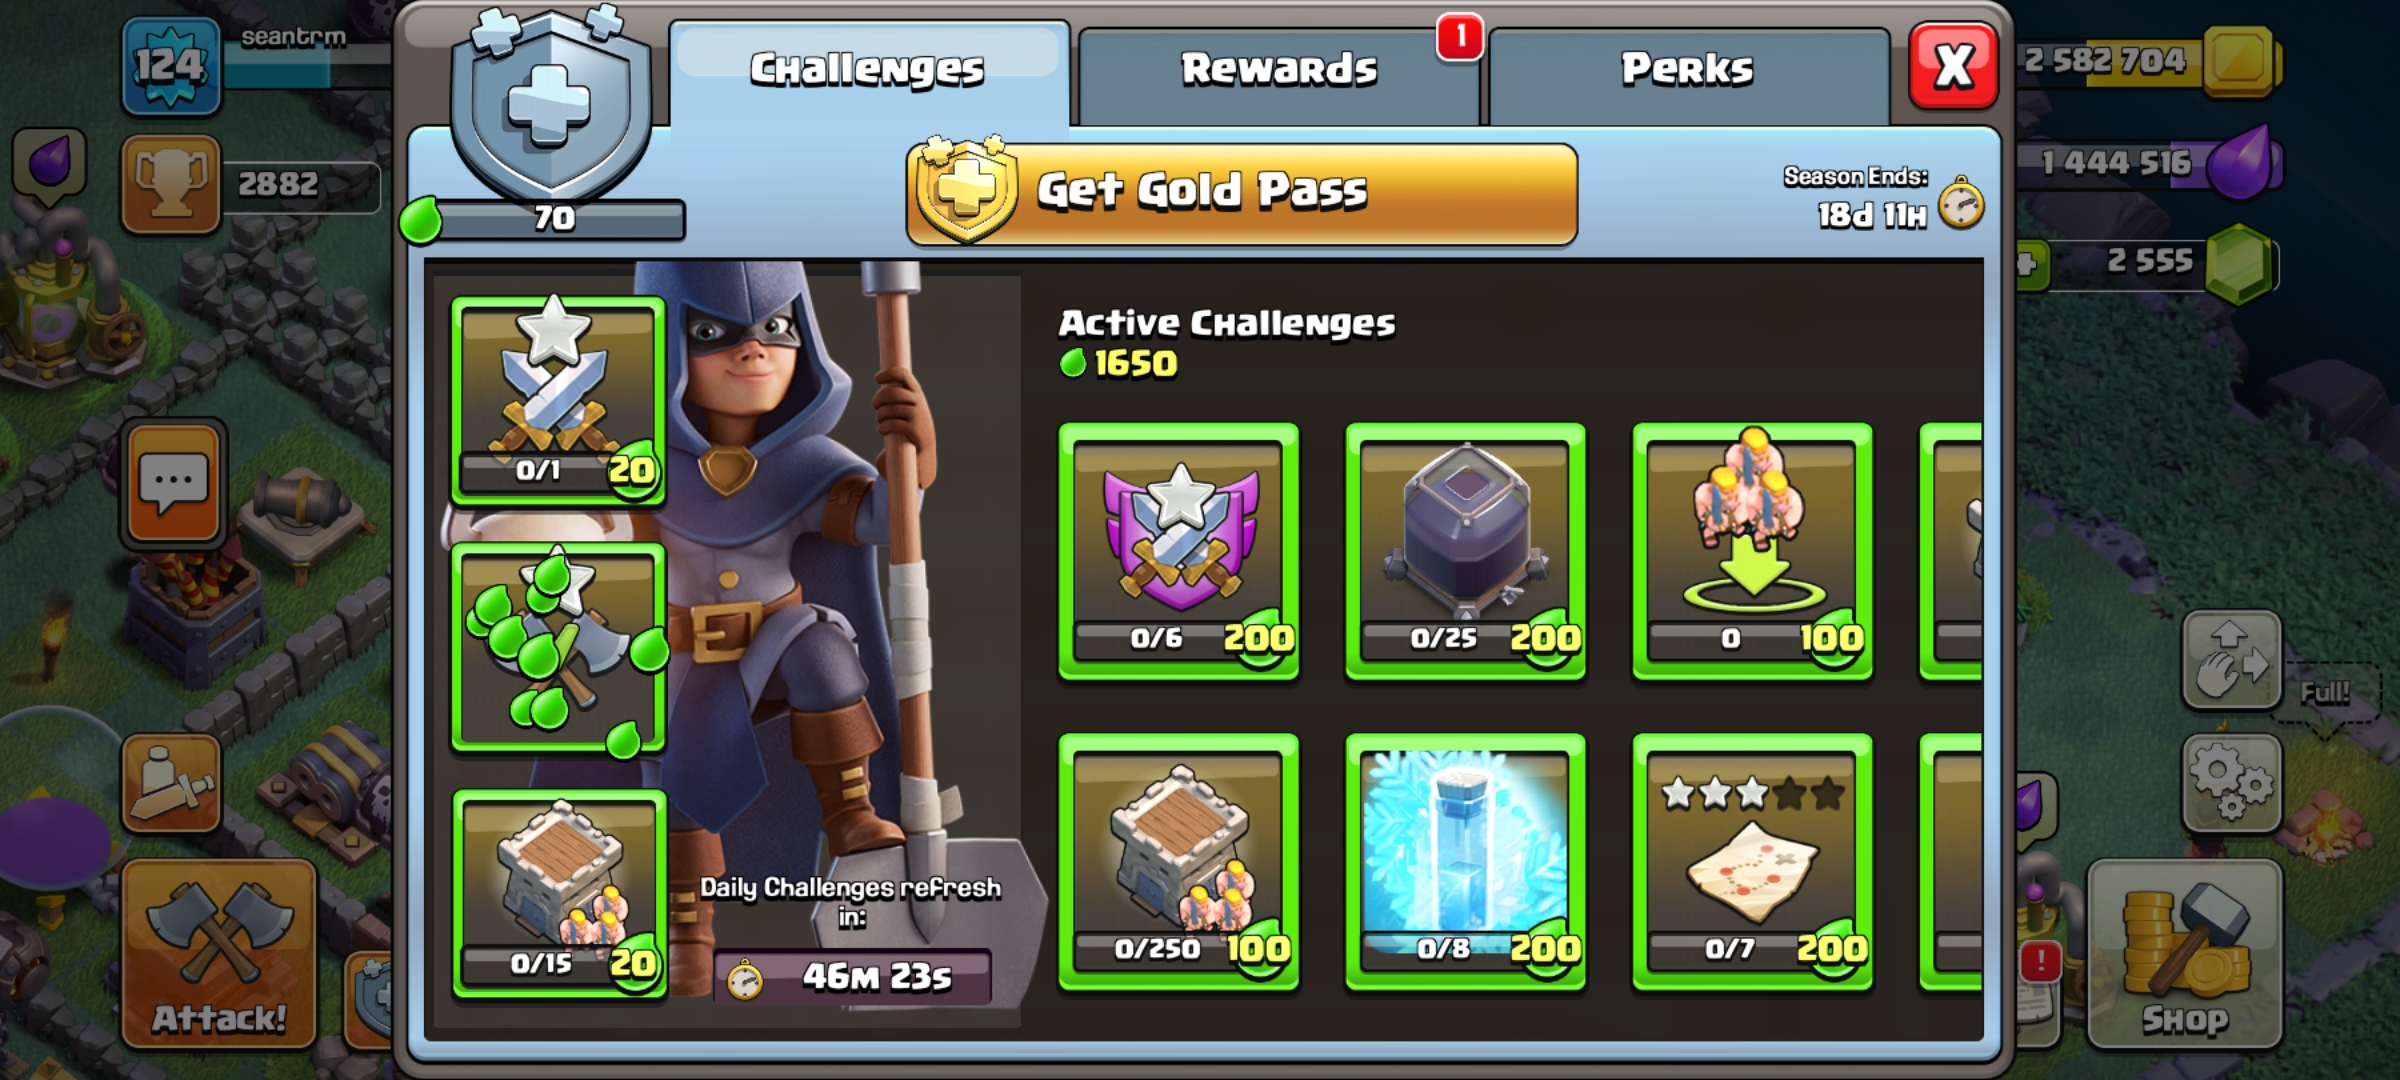 124
seantrm
2882
Challenges
Rewards
1
Perks
X
2 582 704
1 444 516
2 555
70
Get Gold Pass
Season Ends:
18d 11H
0/1
20
0/15
20
Daily Challenges refresh
in:
46M 23s
Active Challenges
1650
0/6
200
0/25
200
0
100
0/250
100
0/8
200
0/7
200
Full!
Attack!
!
Shop